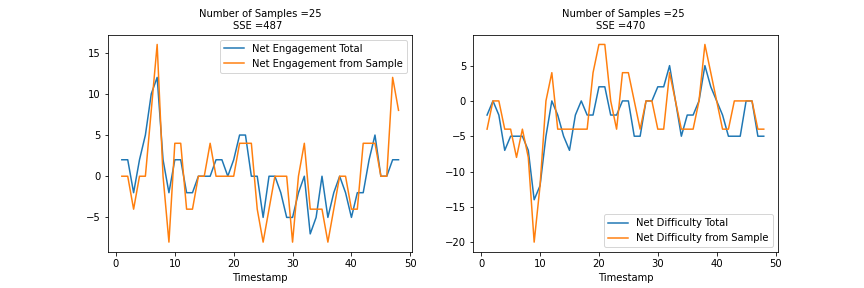 Number of Samples =25
SSE =487
Net Engagement Total
Net Engagement from Sample
15
10
5
0
−5
0
10
20
30
40
50
Timestamp
Number of Samples =25
SSE =470
5
0
−5
−10
−15
−20
Net Difficulty Total
Net Difficulty from Sample
0
10
20
30
40
50
Timestamp